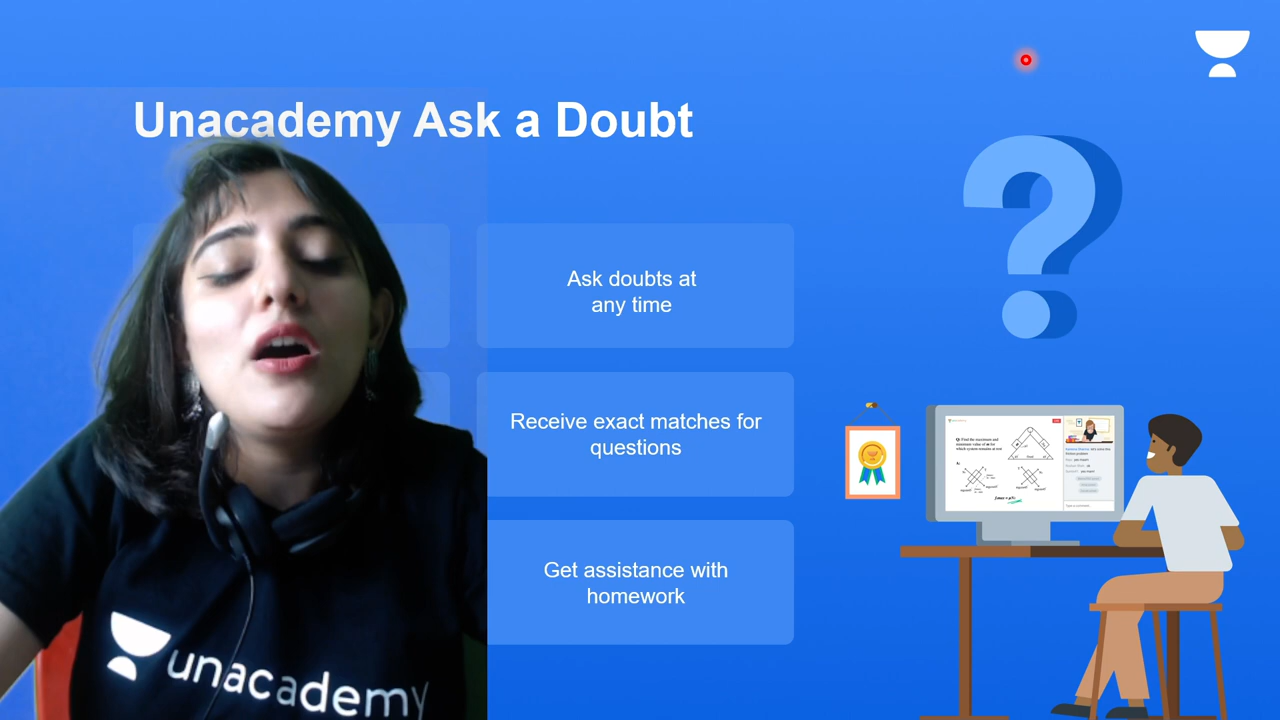 Unacademy Ask a Doubt
Ask doubts at
any time
Receive exact matches for
questions
Get assistance with
homework
unacademy